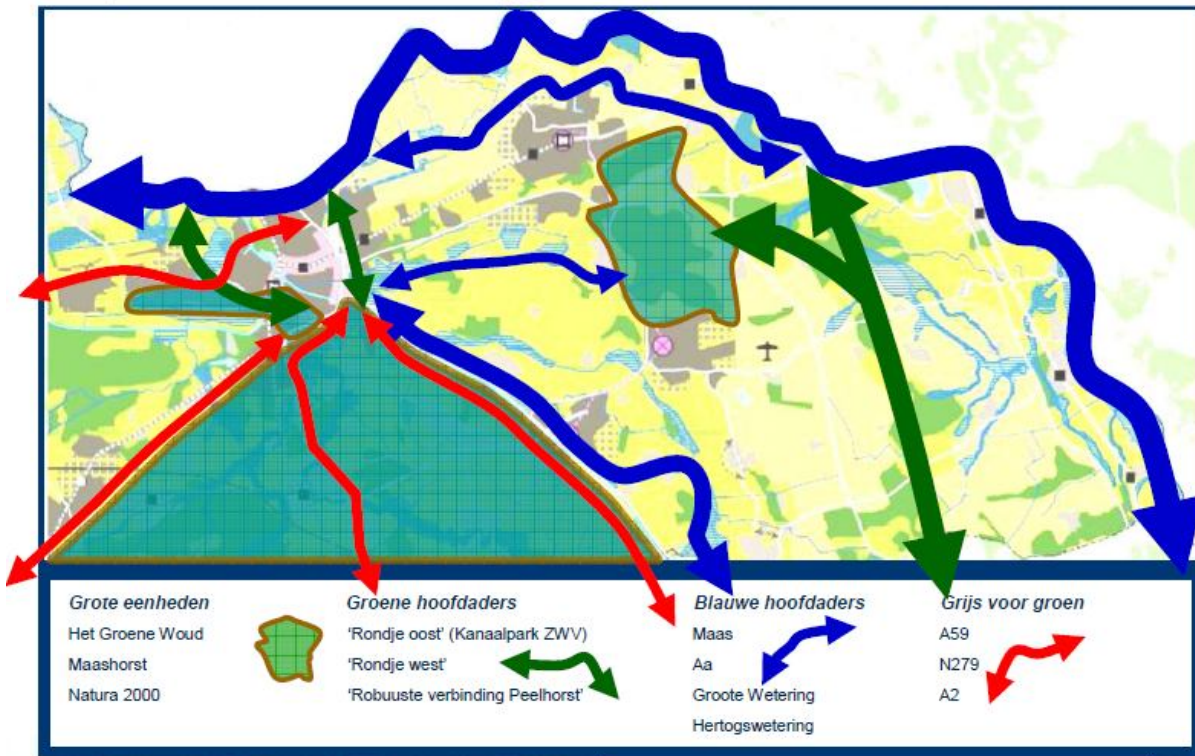 Grote eenheden
Het Groene Woud
Maashorst
Natura 2000
Groene hoofdaders
'Rondje oost' (Kanaalpark ZWV)
'Rondje west'
'Robuuste verbinding Peelhorst'
Blauwe hoofdaders
Maas
Aa
Groote Wetering
Hertogswetering
Grijs voor groen
A59
N279
A2